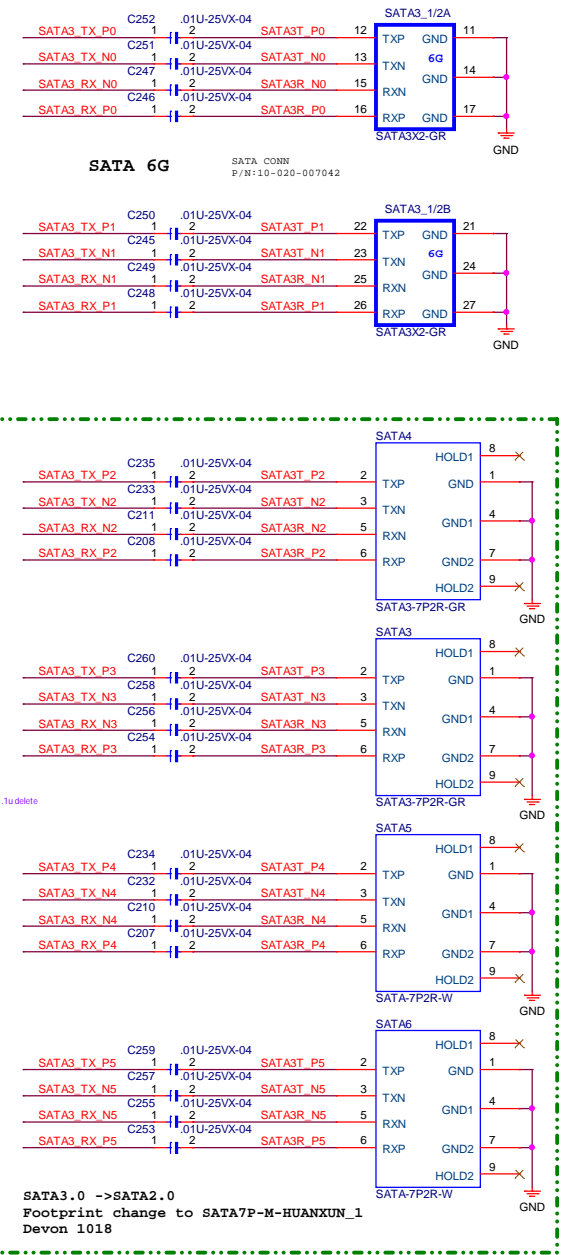 C252 .01U-25VX-04 SATA3_1/2A
SATA3_TX_P0 1 2 SATA3T_P0 12 TXP GND 11
C251 .01U-25VX-04
SATA3_TX_N0 1 2 SATA3T_N0 13 TXN 6G
C247 .01U-25VX-04 GND 14
SATA3_RX_N0 1 2 SATA3R_N0 15 RXN
C246 .01U-25VX-04
SATA3_RX_P0 1 2 SATA3R_P0 16 RXP GND 17
SATA3X2-GR
GND
SATA 6G
SATA CONN
P/N:10-020-007042
C250 .01U-25VX-04 SATA3_1/2B
SATA3_TX_P1 1 2 SATA3T_P1 22 TXP GND 21
C245 .01U-25VX-04
SATA3_TX_N1 1 2 SATA3T_N1 23 TXN 6G
C249 .01U-25VX-04 GND 24
SATA3_RX_N1 1 2 SATA3R_N1 25 RXN
C248 .01U-25VX-04
SATA3_RX_P1 1 2 SATA3R_P1 26 RXP GND 27
SATA3X2-GR
GND
SATA4
HOLD1 8
C235 .01U-25VX-04
SATA3_TX_P2 1 2 SATA3T_P2 2 TXP GND 1
C233 .01U-25VX-04
SATA3_TX_N2 1 2 SATA3T_N2 3 TXN
C211 .01U-25VX-04 GND1 4
SATA3_RX_N2 1 2 SATA3R_N2 5 RXN
C208 .01U-25VX-04
SATA3_RX_P2 1 2 SATA3R_P2 6 RXP GND2 7
HOLD2 9
SATA3-7P2R-GR
GND
SATA3
HOLD1 8
C260 .01U-25VX-04
SATA3_TX_P3 1 2 SATA3T_P3 2 TXP GND 1
C258 .01U-25VX-04
SATA3_TX_N3 1 2 SATA3T_N3 3 TXN
C256 .01U-25VX-04 GND1 4
SATA3_RX_N3 1 2 SATA3R_N3 5 RXN
C254 .01U-25VX-04
SATA3_RX_P3 1 2 SATA3R_P3 6 RXP GND2 7
HOLD2 9
SATA3-7P2R-GR
GND
.1u delete
SATA5
HOLD1 8
C234 .01U-25VX-04
SATA3_TX_P4 1 2 SATA3T_P4 2 TXP GND 1
C232 .01U-25VX-04
SATA3_TX_N4 1 2 SATA3T_N4 3 TXN
C210 .01U-25VX-04 GND1 4
SATA3_RX_N4 1 2 SATA3R_N4 5 RXN
C207 .01U-25VX-04
SATA3_RX_P4 1 2 SATA3R_P4 6 RXP GND2 7
HOLD2 9
SATA-7P2R-W
GND
SATA6
HOLD1 8
C259 .01U-25VX-04
SATA3_TX_P5 1 2 SATA3T_P5 2 TXP GND 1
C257 .01U-25VX-04
SATA3_TX_N5 1 2 SATA3T_N5 3 TXN
C255 .01U-25VX-04 GND1 4
SATA3_RX_N5 1 2 SATA3R_N5 5 RXN
C253 .01U-25VX-04
SATA3_RX_P5 1 2 SATA3R_P5 6 RXP GND2 7
HOLD2 9
SATA-7P2R-W
GND
SATA3.0 ->SATA2.0
Footprint change to SATA7P-M-HUANXUN_1
Devon 1018